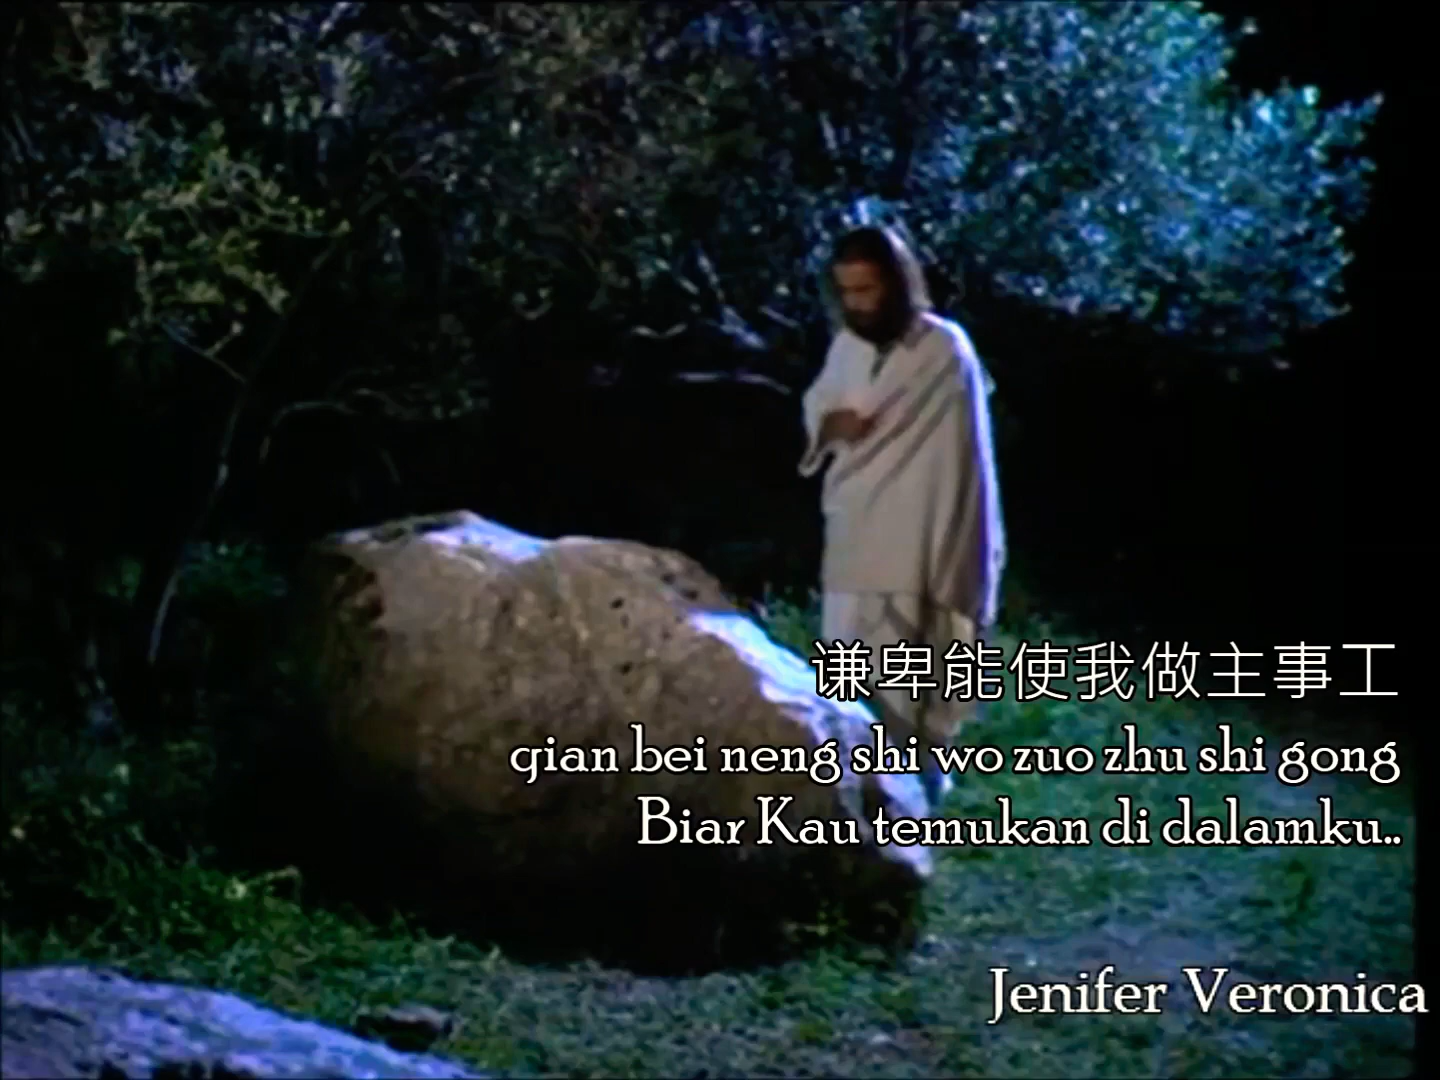 谦卑能使我做主事工
qian bei neng shi wo zuo zhu shi gong
Biar Kau temukan di dalamku..
Jenifer Veronica